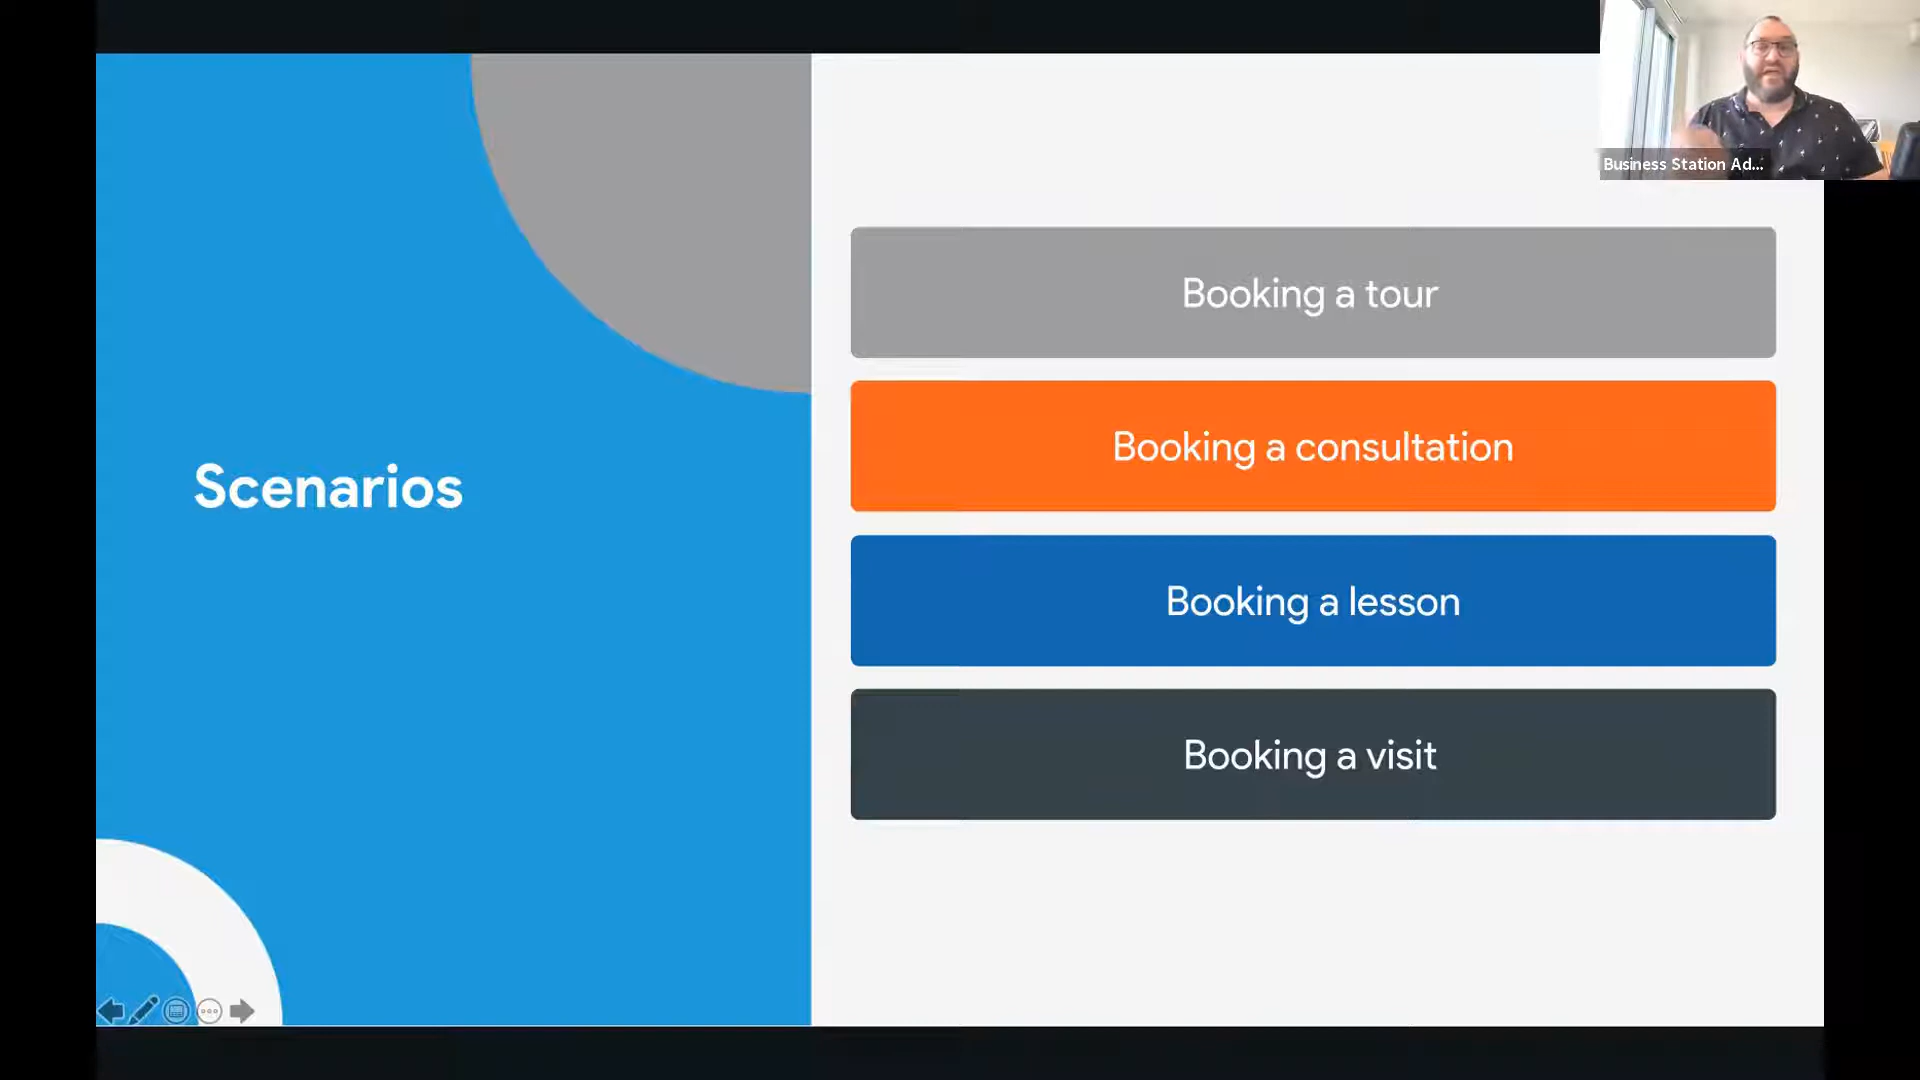 Business Station Ad...
Scenarios
Booking a tour
Booking a consultation
Booking a lesson
Booking a visit